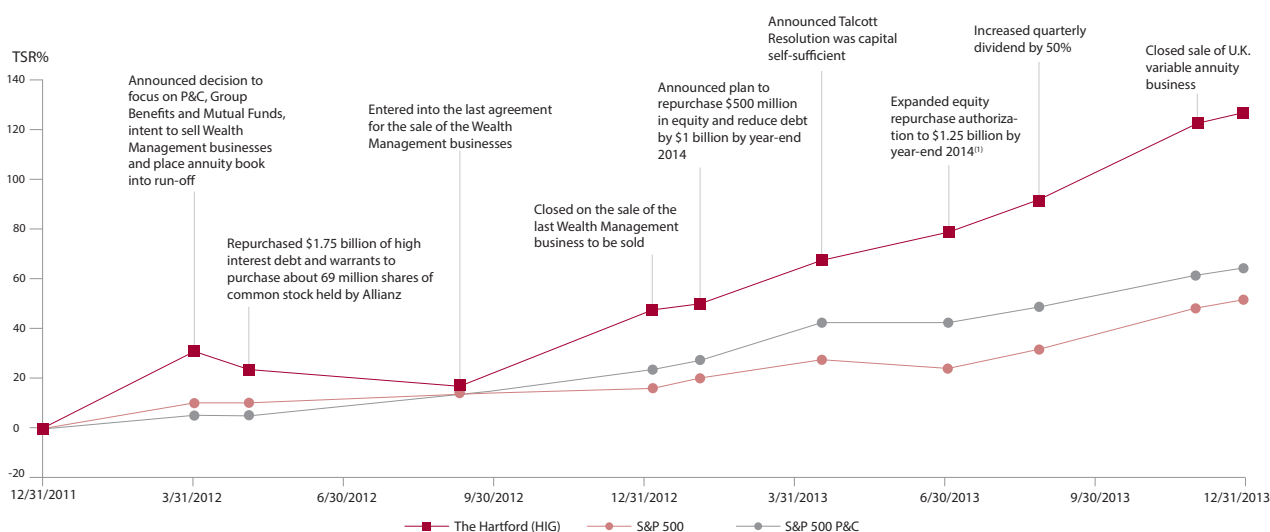 TSR%
140
120
100
80
60
40
20
0
-20
Announced decision to
focus on P&C, Group
Benefits and Mutual Funds,
intent to sell Wealth
Management businesses
and place annuity book
into run-off
Repurchased $1.75 billion of high
interest debt and warrants to
purchase about 69 million shares of
common stock held by Allianz
Entered into the last agreement
for the sale of the Wealth
Management businesses
Closed on the sale of the
last Wealth Management
business to be sold
Announced plan to
repurchase $500 million
in equity and reduce debt
by $1 billion by year-end
2014
Announced Talcott
Resolution was capital
self-sufficient
Expanded equity
repurchase authoriza-
tion to $1.25 billion by
year-end 2014(1)
Increased quarterly
dividend by 50%
Closed sale of U.K.
variable annuity
business
12/31/2011 3/31/2012 6/30/2012 9/30/2012 12/31/2012 3/31/2013 6/30/2013 9/30/2013 12/31/2013
The Hartford (HIG) S&P 500 S&P 500 P&C